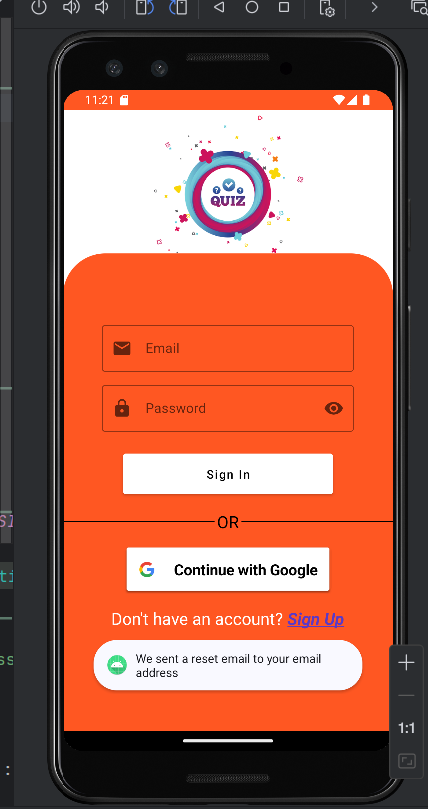 11:21
? ?
QUIZ
Email
Password
Sign In
OR
Continue with Google
Don't have an account? Sign Up
We sent a reset email to your email
address
1:1
: